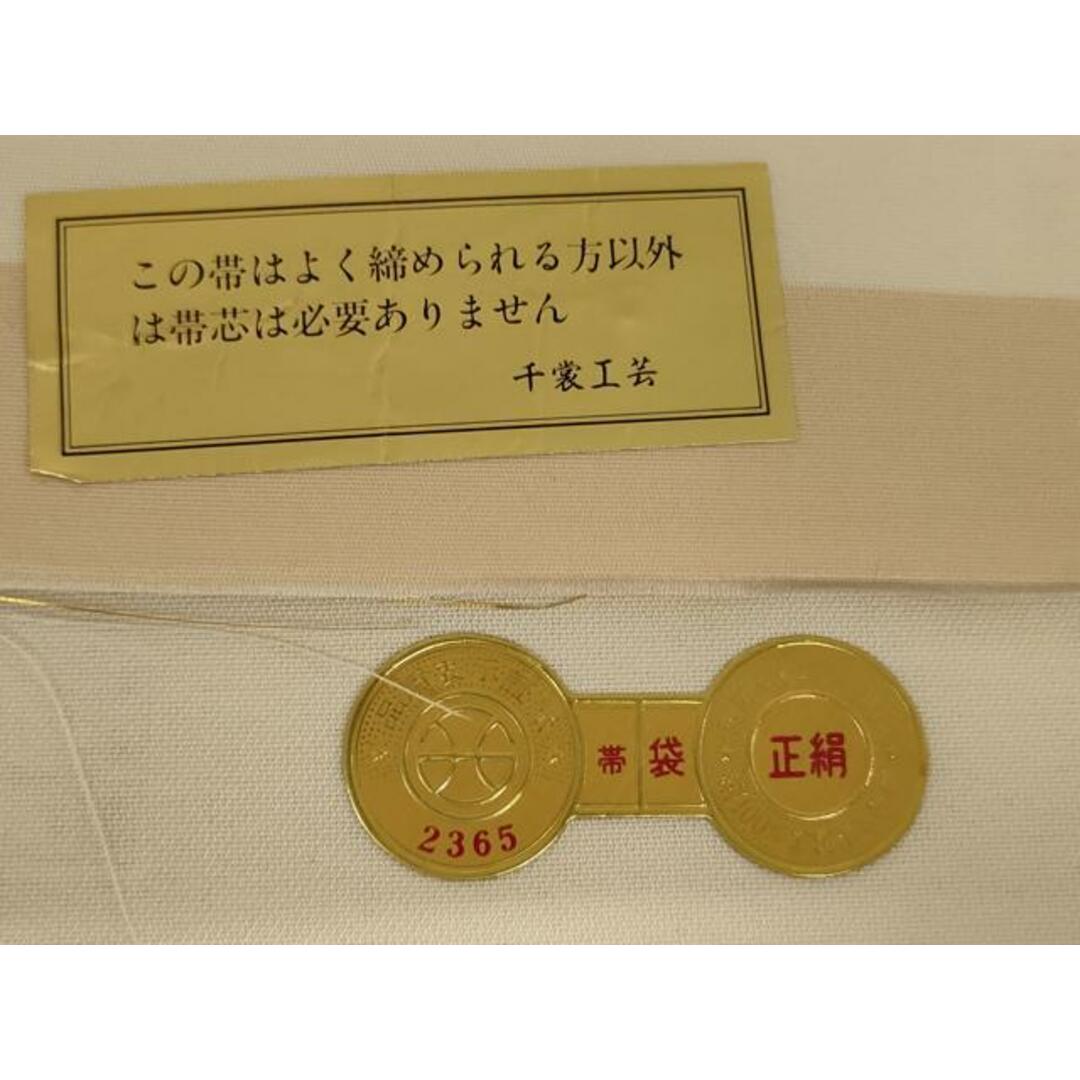 この帯はよく締められる方以外
は帯芯は必要ありません
千裳工芸
帯 袋
正絹
2365